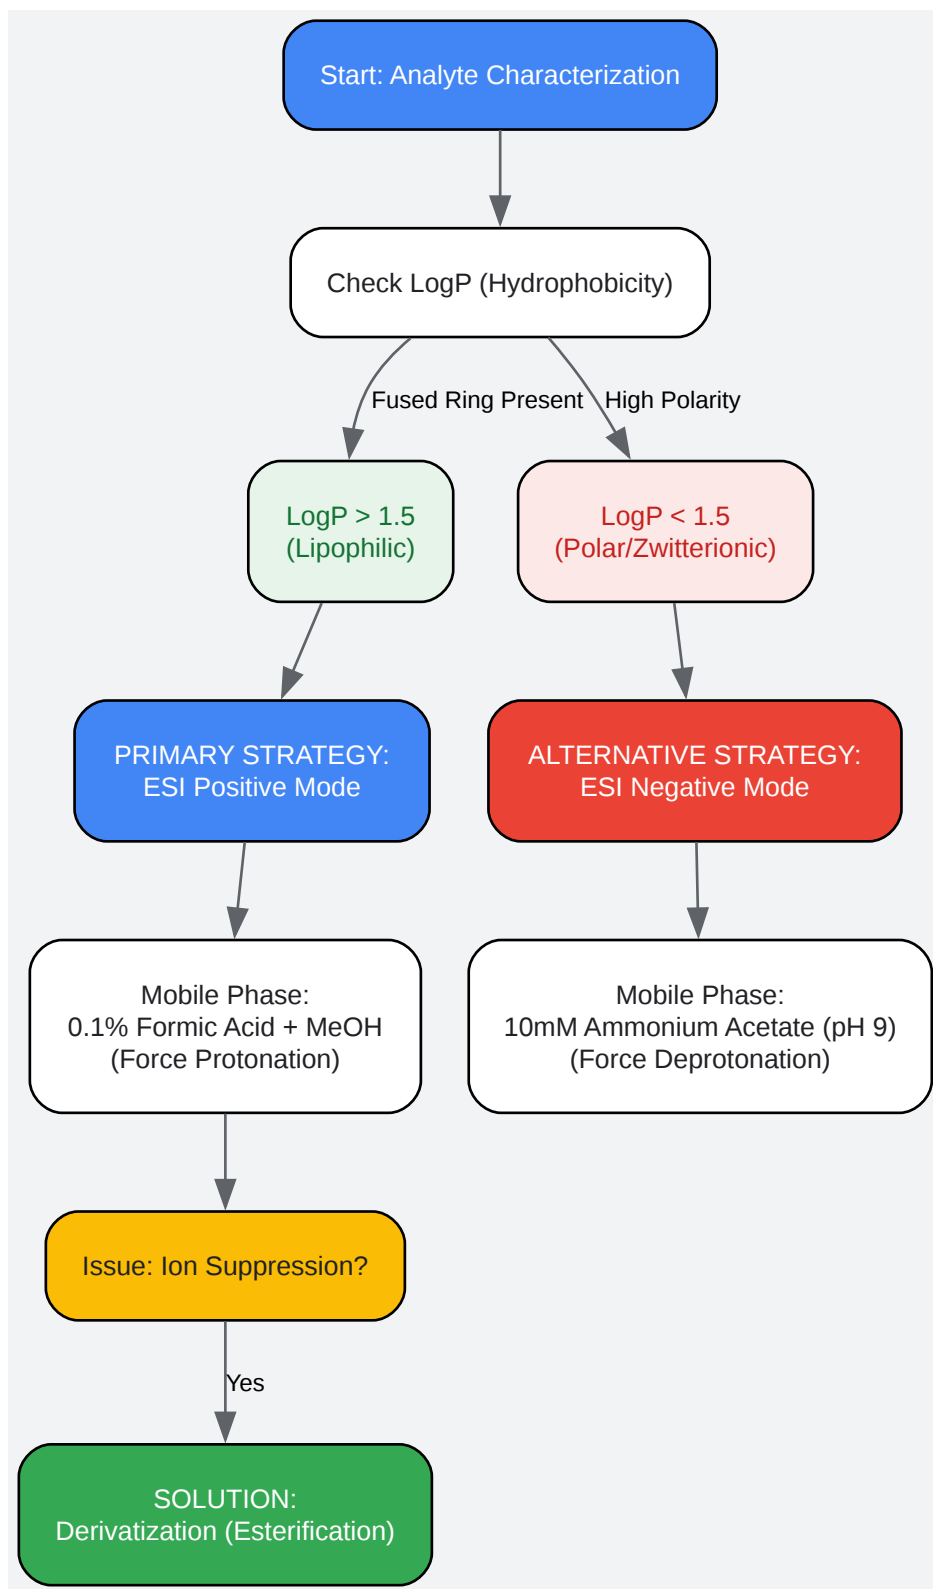 Start: Analyte Characterization
Check LogP (Hydrophobicity)
Fused Ring Present
High Polarity
LogP > 1.5
(Lipophilic)
LogP < 1.5
(Polar/Zwitterionic)
PRIMARY STRATEGY:
ESI Positive Mode
ALTERNATIVE STRATEGY:
ESI Negative Mode
Mobile Phase:
0.1% Formic Acid + MeOH
(Force Protonation)
Mobile Phase:
10mM Ammonium Acetate (pH 9)
(Force Deprotonation)
Issue: Ion Suppression?
Yes
SOLUTION:
Derivatization (Esterification)